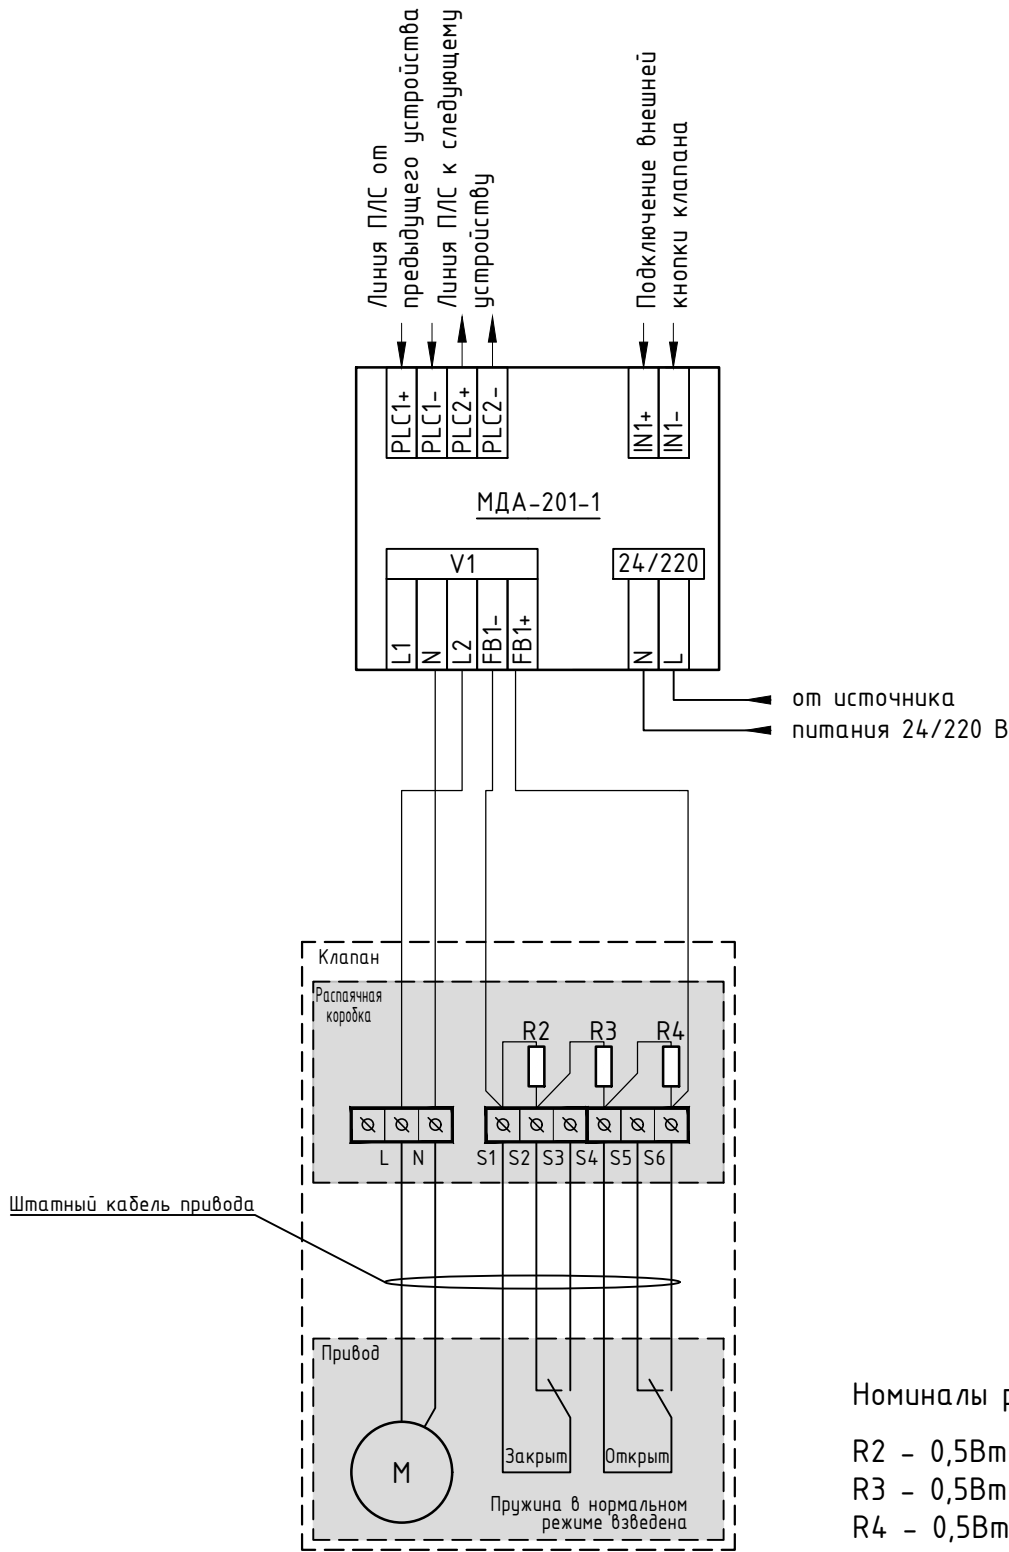 Линия ПЛС от
предыдущего устройства
Линия ПЛС к следующему
устройству
Подключение внешней
кнопки клапана
PLC1+
PLC1-
PLC2+
PLC2-
IN1+
IN1-
МДА-201-1
V1
24/220
L1
N
L2
FB1-
FB1+
N
L
от источника
питания 24/220 В
Клапан
Распаячная
коробка
R2
R3
R4
L
N
S1
S2
S3
S4
S5
S6
Штатный кабель привода
Привод
M
Закрыт
Открыт
Пружина в нормальном
режиме взведена
Номиналы р
R2 - 0,5Вт
R3 - 0,5Вт
R4 - 0,5Вт